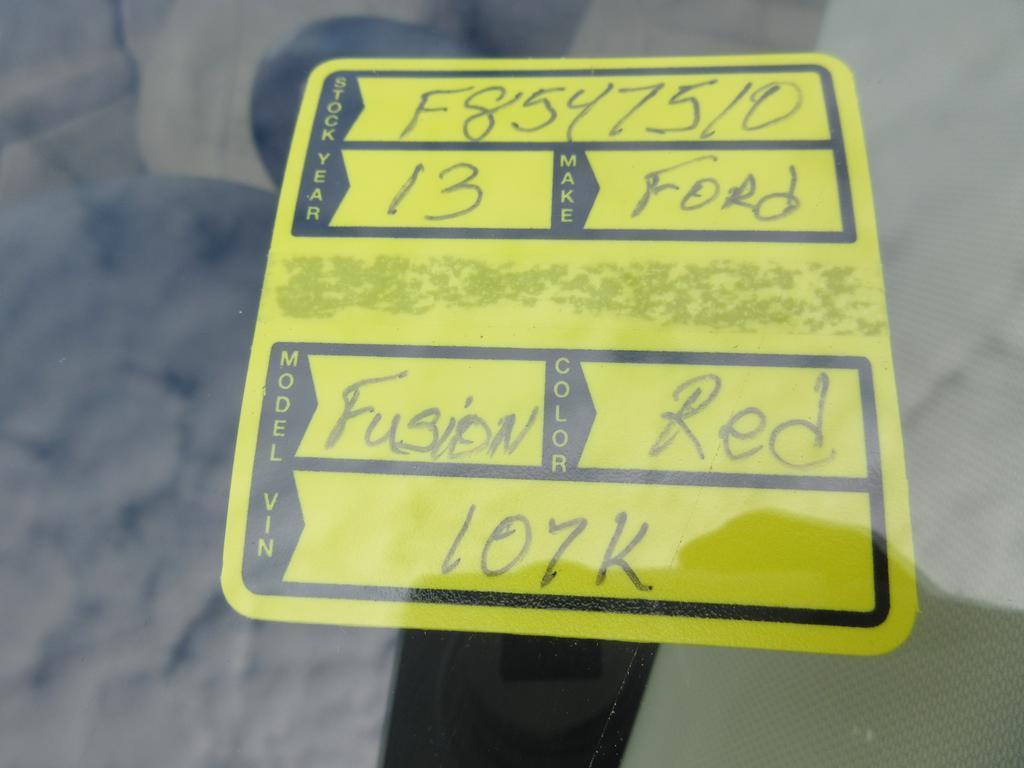 STOCK F8547510
YEAR 13 MAKE FORd
MODEL FUSiON COLOR Red
VIN 107K